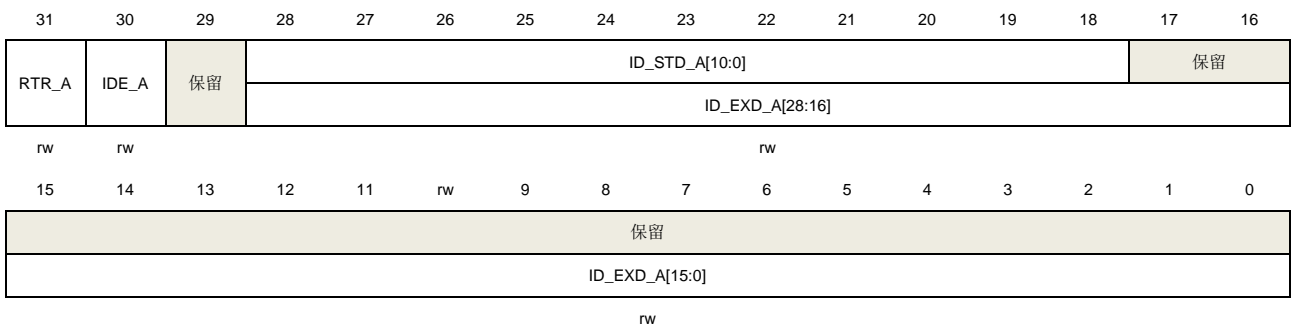 31 30 29 28 27 26 25 24 23 22 21 20 19 18 17 16
RTR_A IDE_A 保留 ID_STD_A[10:0] 保留
ID_EXD_A[28:16]
rw rw rw
15 14 13 12 11 rw 9 8 7 6 5 4 3 2 1 0
保留
ID_EXD_A[15:0]
rw